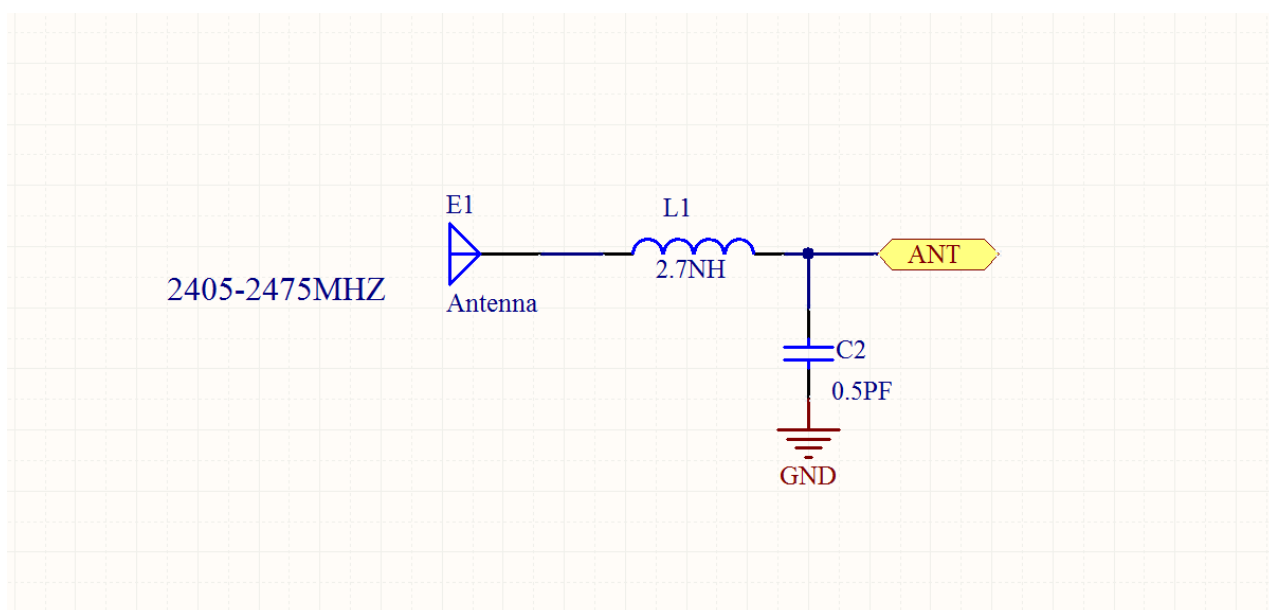 E1
L1
ANT
2.7NH
2405-2475MHZ
Antenna
C2
0.5PF
GND